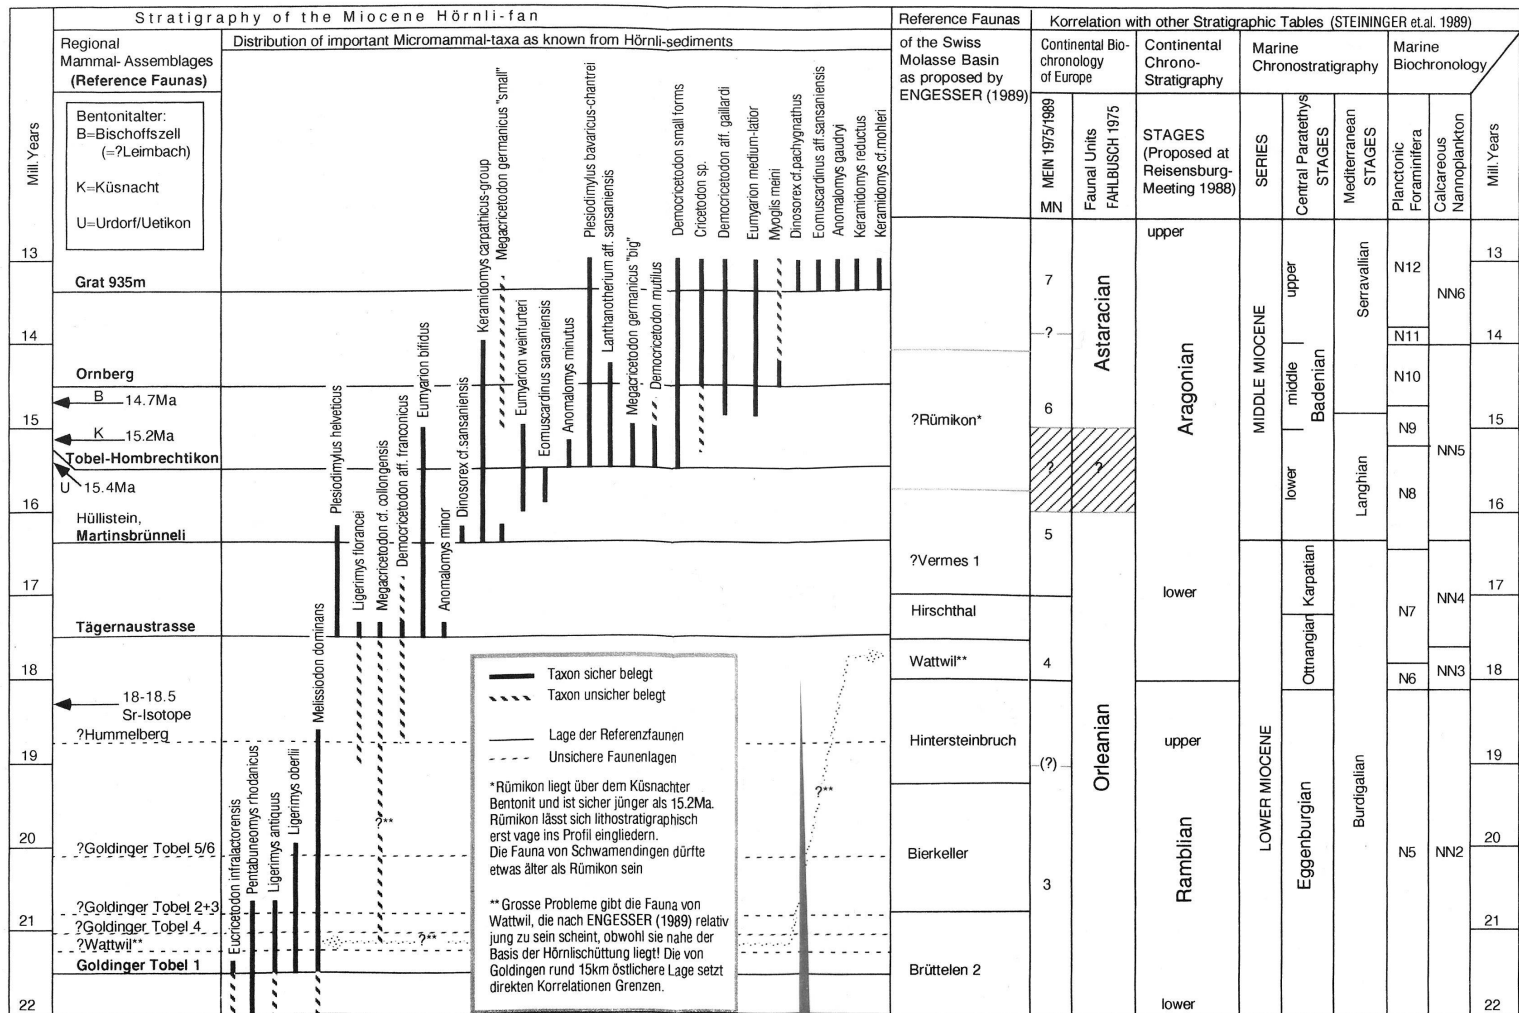 Stratigraphy of the Miocene Hörnli-fan
Reference Faunas
Korrelation with other Stratigraphic Tables (STEININGER et.al. 1989)
Mill. Years
Regional
Mammal- Assemblages
(Reference Faunas)
Distribution of important Micromammal-taxa as known from Hörnli-sediments
of the Swiss
Molasse Basin
as proposed by
ENGESSER (1989)
Continental Bio-
chronology
of Europe
Continental
Chrono-
Stratigraphy
Marine
Chronostratigraphy
Marine
Biochronology
MEIN 1975/1989
MN
Faunal Units
FAHLBUSCH 1975
STAGES
(Proposed at
Reisensburg-
Meeting 1988)
SERIES
Central Paratethys
STAGES
Mediterranean
STAGES
Planctonic
Foraminifera
Calcareous
Nannoplankton
Mill.Years
Bentonitalter:
B=Bischoffszell
(=?Leimbach)
K=Küsnacht
U=Urdorf/Uetikon
13
14
15
16
17
18
19
20
21
22
Grat 935m
Ornberg
B 14.7Ma
K 15.2Ma
Tobel-Hombrechtikon
U 15.4Ma
Hüllistein,
Martinsbrünneli
Tägernaustrasse
18-18.5
Sr-Isotope
?Hummelberg
?Goldinger Tobel 5/6
?Goldinger Tobel 2+3
?Goldinger Tobel 4
?Wattwil**
Goldinger Tobel 1
Eucricetodon infralactorensis
Pentabuneomys rhodanicus
Ligerimys antiquus
Ligerimys oberlii
Melissiodon dominans
Plesiodimylus helveticus
Ligerimys florancei
Megacricetodon cf. collongensis
Democricetodon aff. franconicus
Eumyarion bifidus
Anomalomys minor
Dinosorex cf.sansaniensis
Keramidomys carpathicus-group
Megacricetodon germanicus "small"
Eumyarion weinfurteri
Eomuscardinus sansaniensis
Anomalomys minutus
Plesiodimylus bavaricus-chantrei
Lanthanotherium aff. sansaniensis
Megacricetodon germanicus "big"
Democricetodon mutilus
Democricetodon small forms
Cricetodon sp.
Democricetodon aff. gaillardi
Eumyarion medium-latior
Myoglis meini
Dinosorex cf.pachygnathus
Eomuscardinus aff.sansaniensis
Anomalomys gaudryi
Keramidomys reductus
Keramidomys cf.mohleri
?**
?**
?**
Taxon sicher belegt
Taxon unsicher belegt
Lage der Referenzfaunen
Unsichere Faunenlagen
*Rümikon liegt über dem Küsnachter
Bentonit und ist sicher jünger als 15.2Ma.
Rümikon lässt sich lithostratigraphisch
erst vage ins Profil eingliedern.
Die Fauna von Schwamendingen dürfte
etwas älter als Rümikon sein
**Grosse Probleme gibt die Fauna von
Wattwil, die nach ENGESSER (1989) relativ
jung zu sein scheint, obwohl sie nahe der
Basis der Hörnlischüttung liegt! Die von
Goldingen rund 15km östlichere Lage setzt
direkten Korrelationen Grenzen.
?Rümikon*
?Vermes 1
Hirschthal
Wattwil**
Hintersteinbruch
Bierkeller
Brüttelen 2
7
?
6
?
5
4
(?)
3
Astaracian
?
Orleanian
upper
Aragonian
lower
upper
Ramblian
lower
MIDDLE MIOCENE
LOWER MIOCENE
upper
middle
lower
Badenian
Karpatian
Ottnangian
Eggenburgian
Serravallian
Langhian
Burdigalian
N12
N11
N10
N9
N8
N7
N6
N5
NN6
NN5
NN4
NN3
NN2
13
14
15
16
17
18
19
20
21
22